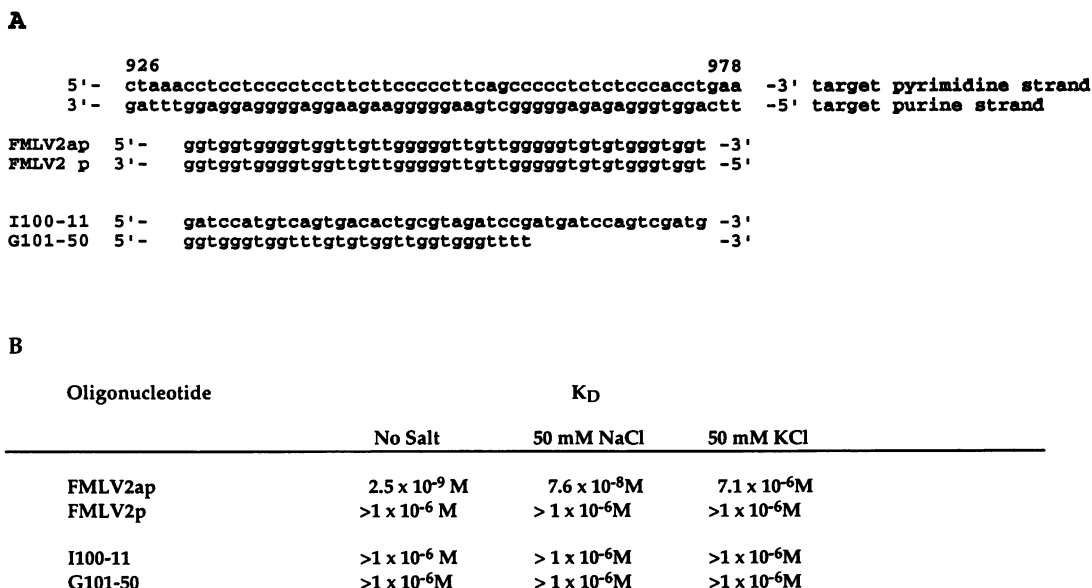 A
926 978
5'- ctaaacctcctcccctccttcttcccccttcagcccccctctctcccacctgaa -3' target pyrimidine strand
3'- gatttggaggaggggaggaagaagggggaagtcgggggagagagggtggactt -5' target purine strand
FMLV2ap 5'- ggtggtggggtggttgttgggggttgttgggggtgtgtgggtggt -3'
FMLV2 p 3'- ggtggtggggtggttgttgggggttgttgggggtgtgtgggtggt -5'
I100-11 5'- gatccatgtcagtgacactgcgtagatccgatgatccagtcgatg -3'
G101-50 5'- ggtgggtggtttgtgtggttggtgggtttt -3'
B
Oligonucleotide KD
No Salt 50 mM NaCl 50 mM KCl
FMLV2ap 2.5 x 10-9 M 7.6 x 10-8M 7.1 x 10-6M
FMLV2p >1 x 10-6 M > 1 x 10-6M >1 x 10-6M
I100-11 >1 x 10-6 M > 1 x 10-6M >1 x 10-6M
G101-50 >1 x 10-6M > 1 x 10-6M >1 x 10-6M